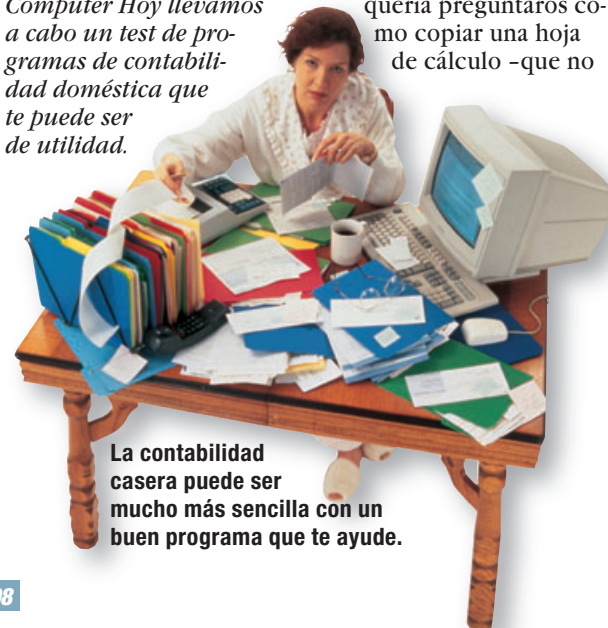 Computer Hoy llevamos
a cabo un test de pro-
gramas de contabili-
dad doméstica que
te puede ser
de utilidad.
quería preguntaros có-
mo copiar una hoja
de cálculo –que no
La contabilidad
casera puede ser
mucho más sencilla con un
buen programa que te ayude.
98